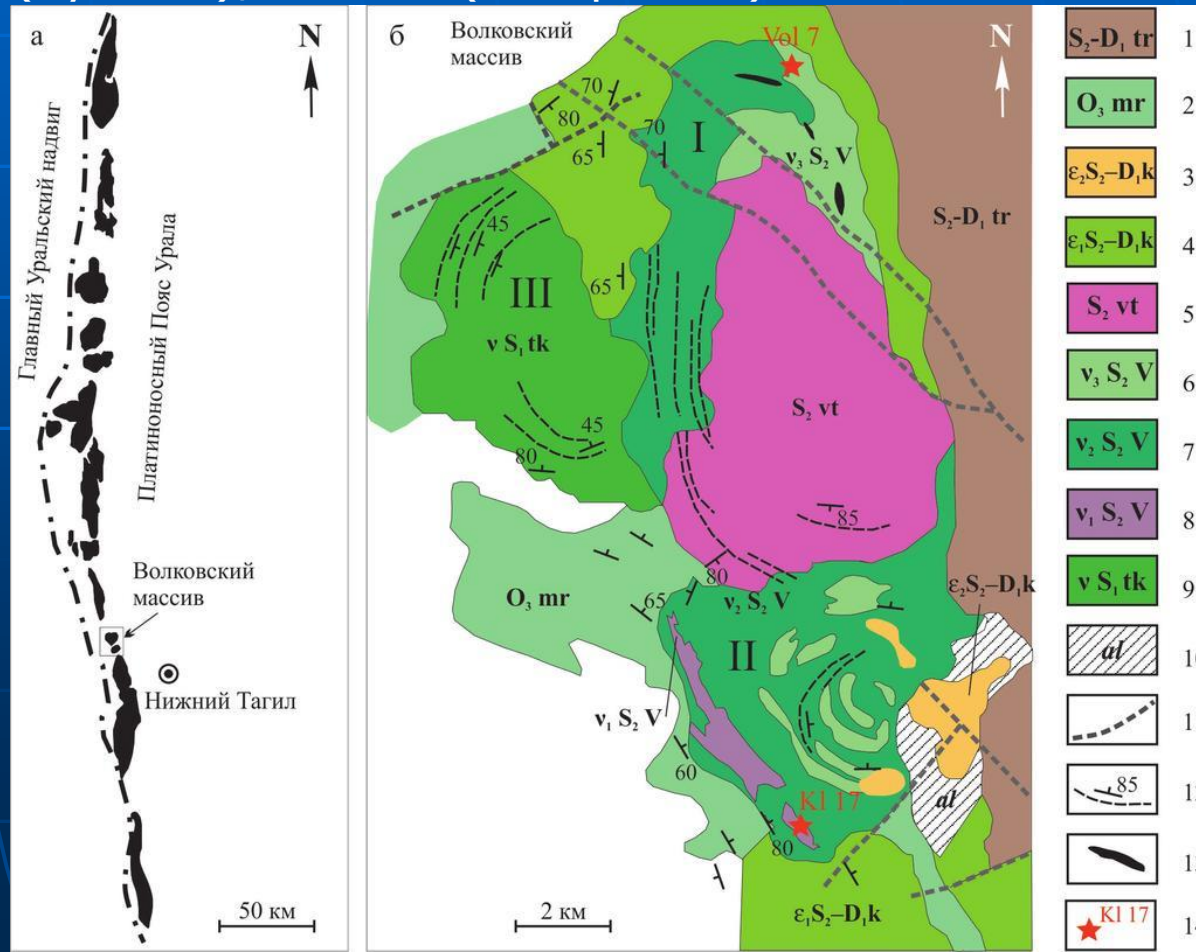 а
N
Главный Уральский надвиг
Платиноносный Пояс Урала
Волковский
массив
Нижний Тагил
50 км
б
Волковский
массив
Vol 7
N
70
80
65
70
I
ν₃ S₂ V
S₂-D₁ tr
45
III
65
ν S₁ tk
S₂ vt
45
80
85
80
O₃ mr
65
ν₂ S₂ V
ε₂S₂–D₁k
II
ν₁ S₂ V
60
al
Kl 17
80
ε₁S₂–D₁k
2 км
S₂-D₁ tr 1
O₃ mr 2
ε₂S₂–D₁k 3
ε₁S₂–D₁k 4
S₂ vt 5
ν₃ S₂ V 6
ν₂ S₂ V 7
ν₁ S₂ V 8
ν S₁ tk 9
al
85
Kl 17